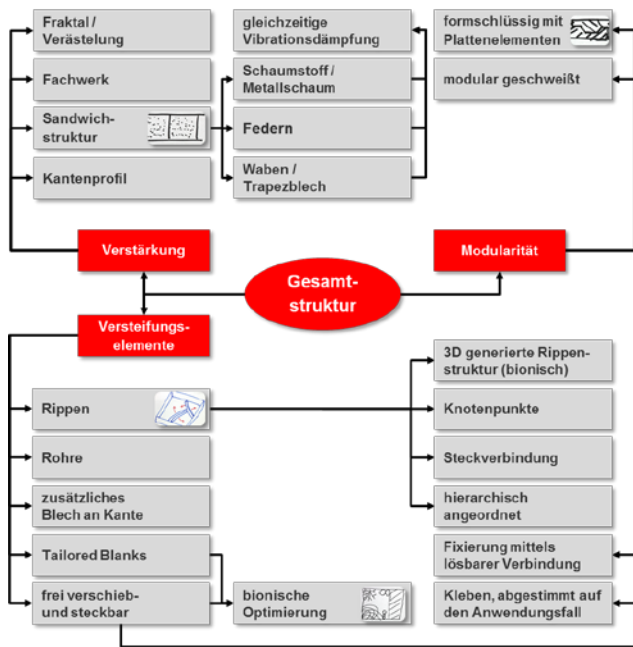 Fraktal /
Verästelung
Fachwerk
Sandwich-
struktur
Kantenprofil
gleichzeitige
Vibrationsdämpfung
Schaumstoff /
Metallschaum
Federn
Waben /
Trapezblech
formschlüssig mit
Plattenelementen
modular geschweißt
Verstärkung
Modularität
Gesamt-
struktur
Versteifungs-
elemente
Rippen
Rohre
zusätzliches
Blech an Kante
Tailored Blanks
frei verschieb-
und steckbar
bionische
Optimierung
3D generierte Rippen-
struktur (bionisch)
Knotenpunkte
Steckverbindung
hierarchisch
angeordnet
Fixierung mittels
lösbarer Verbindung
Kleben, abgestimmt auf
den Anwendungsfall